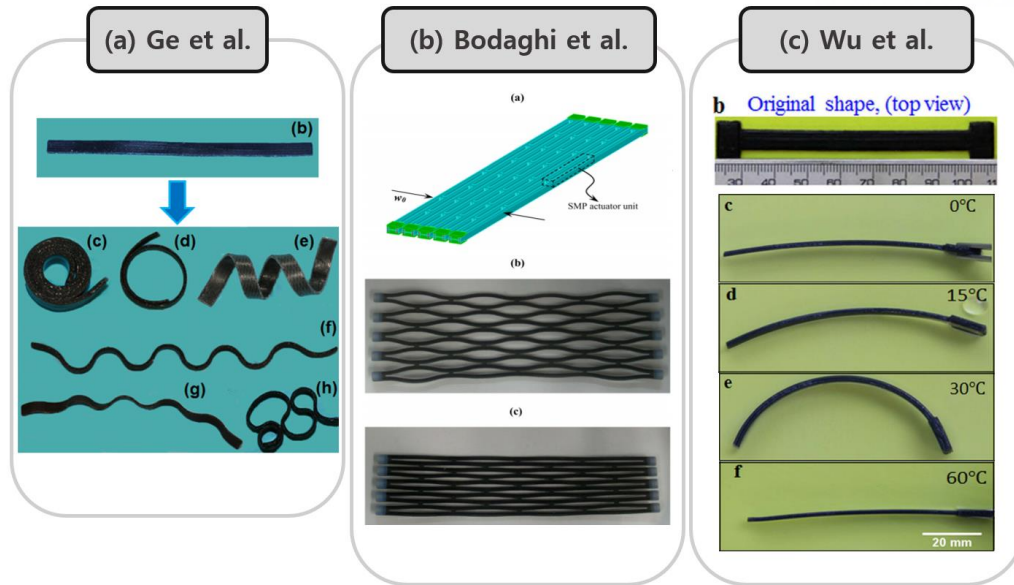 (a) Ge et al.
(b)
(c)
(d)
(e)
(f)
(g)
(h)
(b) Bodaghi et al.
(a)
w₀
SMP actuator unit
(b)
(c)
(c) Wu et al.
b Original shape, (top view)
30 40 50 60 70 80 90 100 11
c 0°C
d 15°C
e 30°C
f 60°C
20 mm